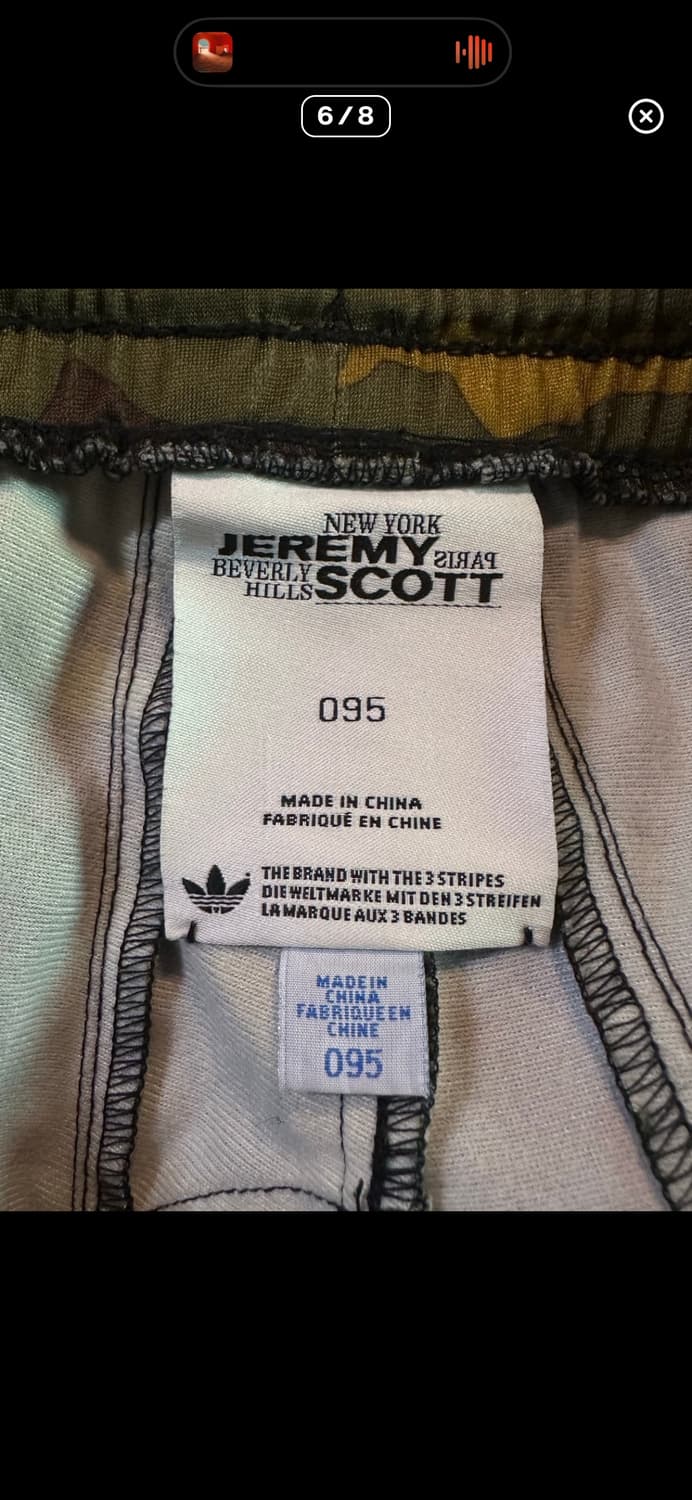 6/8
NEW YORK
JEREMY
PARIS
BEVERLY
HILLS
SCOTT
095
MADE IN CHINA
FABRIQUÉ EN CHINE
THE BRAND WITH THE 3 STRIPES
DIE WELTMARKE MIT DEN 3 STREIFEN
LA MARQUE AUX 3 BANDES
MADE IN
CHINA
FABRIQUE EN
CHINE
095